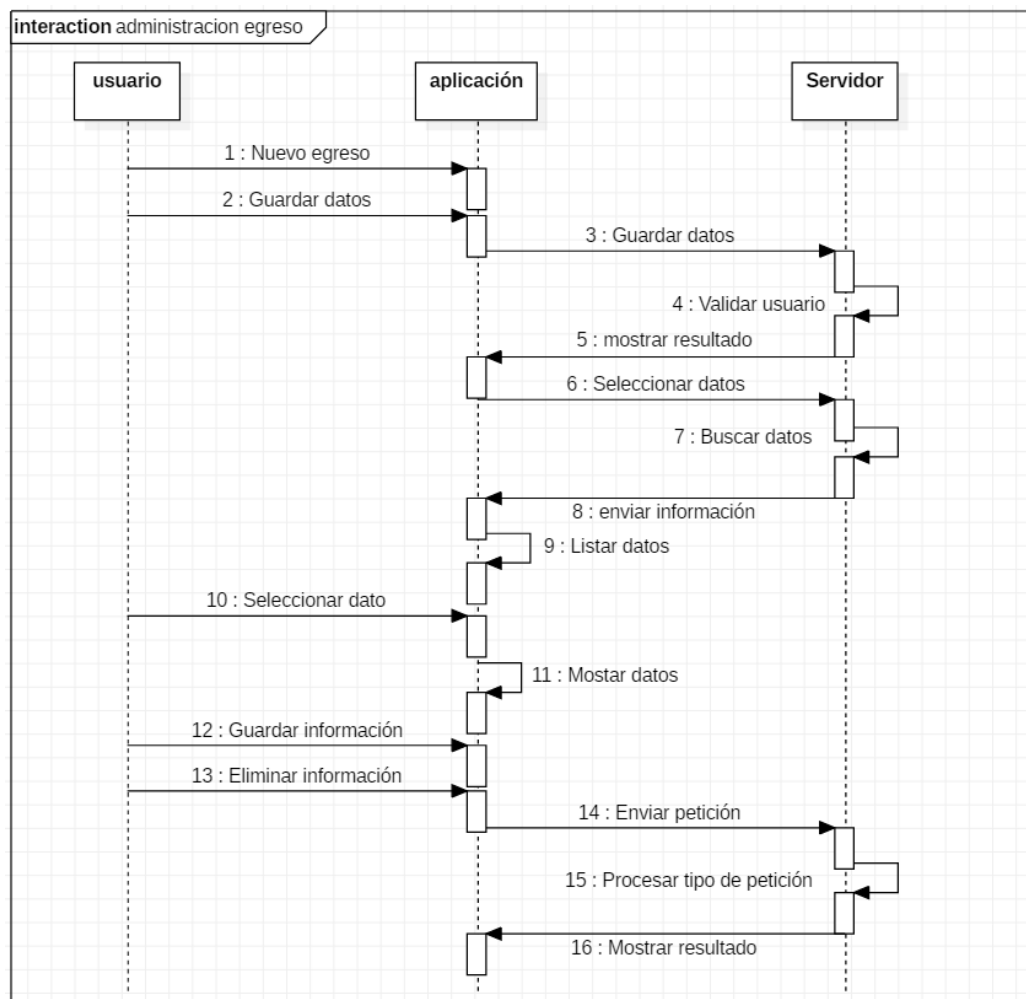 interaction administracion egreso
usuario
aplicación
Servidor
1 : Nuevo egreso
2 : Guardar datos
3 : Guardar datos
4 : Validar usuario
5 : mostrar resultado
6 : Seleccionar datos
7 : Buscar datos
8 : enviar información
9 : Listar datos
10 : Seleccionar dato
11 : Mostar datos
12 : Guardar información
13 : Eliminar información
14 : Enviar petición
15 : Procesar tipo de petición
16 : Mostrar resultado